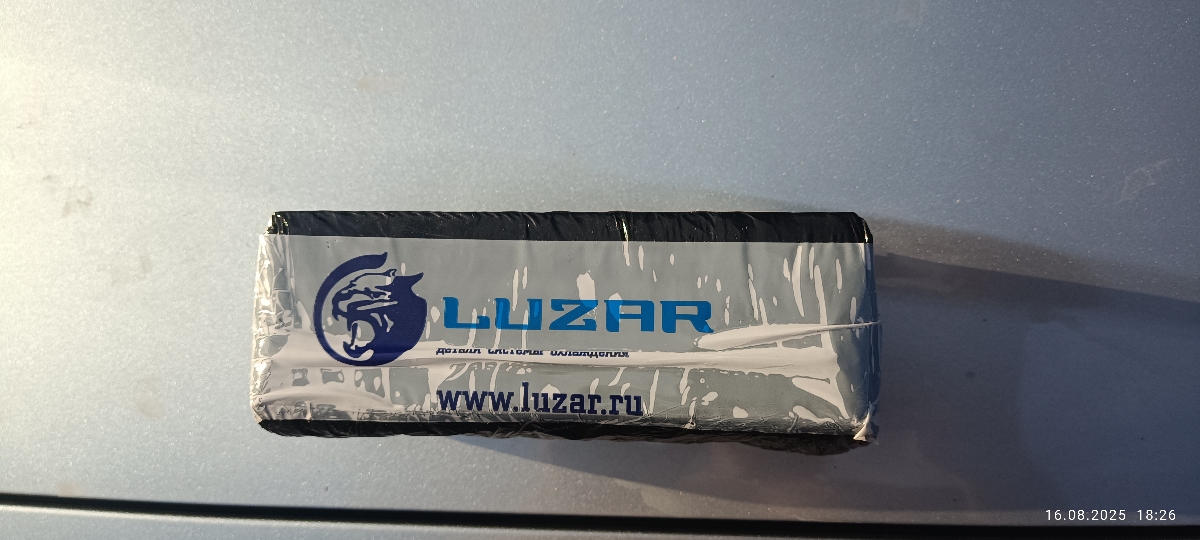 LUZAR
детали системы охлаждения
www.luzar.ru
16.08.2025 18:26